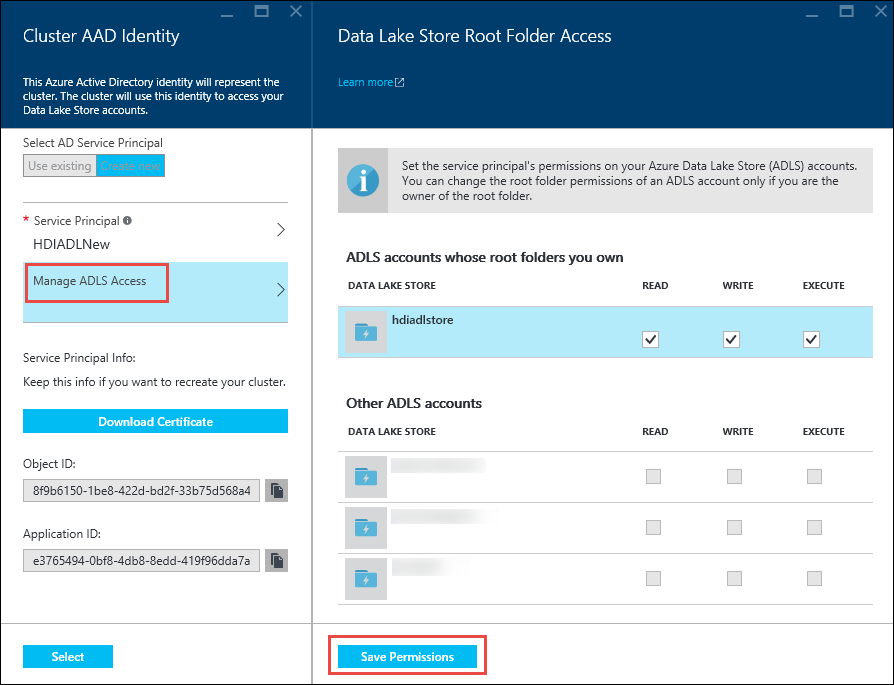 Cluster AAD Identity
This Azure Active Directory identity will represent the
cluster. The cluster will use this identity to access your
Data Lake Store accounts.
Select AD Service Principal
Use existing Create new
* Service Principal
HDIADLNew
Manage ADLS Access
Service Principal Info:
Keep this info if you want to recreate your cluster.
Download Certificate
Object ID:
8f9b6150-1be8-422d-bd2f-33b75d568a4
Application ID:
e3765494-0bf8-4db8-8edd-419f96dda7a
Select
Data Lake Store Root Folder Access
Learn more
Set the service principal's permissions on your Azure Data Lake Store (ADLS) accounts.
You can change the root folder permissions of an ADLS account only if you are the
owner of the root folder.
ADLS accounts whose root folders you own
DATA LAKE STORE READ WRITE EXECUTE
hdiadlstore
Other ADLS accounts
DATA LAKE STORE READ WRITE EXECUTE
Save Permissions